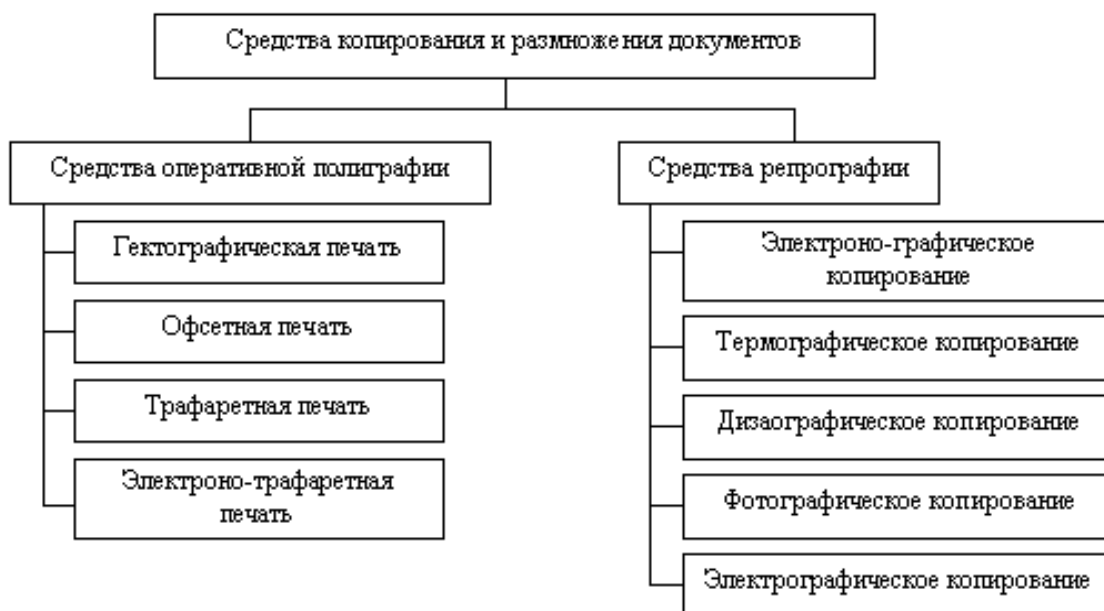 Средства копирования и размножения документов
Средства оперативной полиграфии
Гектографическая печать
Офсетная печать
Трафаретная печать
Электроно-трафаретная
печать
Средства репрографии
Электроно-графическое
копирование
Термографическое копирование
Дизаографическое копирование
Фотографическое копирование
Электрографическое копирование